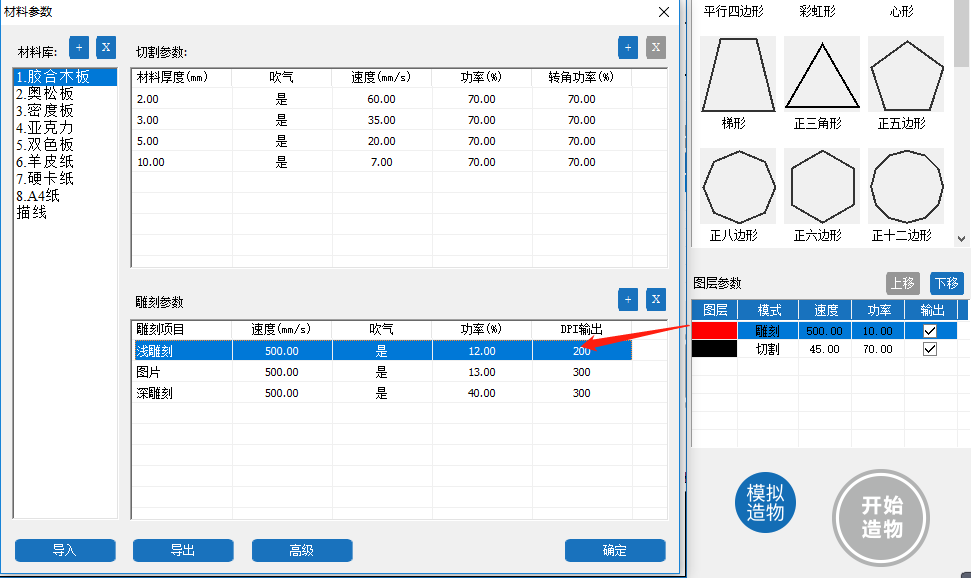 材料参数
材料库: + X
1.胶合木板
2.奥松板
3.密度板
4.亚克力
5.双色板
6.羊皮纸
7.硬卡纸
8.A4纸
描线
切割参数: + X
材料厚度(mm) 吹气 速度(mm/s) 功率(%) 转角功率(%)
2.00 是 60.00 70.00 70.00
3.00 是 35.00 70.00 70.00
5.00 是 20.00 70.00 70.00
10.00 是 7.00 70.00 70.00
雕刻参数 + X
雕刻项目 速度(mm/s) 吹气 功率(%) DPI输出
浅雕刻 500.00 是 12.00 200
图片 500.00 是 13.00 300
深雕刻 500.00 是 40.00 300
导入 导出 高级 确定
平行四边形 彩虹形 心形
梯形 正三角形 正五边形
正八边形 正六边形 正十二边形
图层参数 上移 下移
图层 模式 速度 功率 输出
雕刻 500.00 10.00
切割 45.00 70.00
模拟
造物
开始
造物